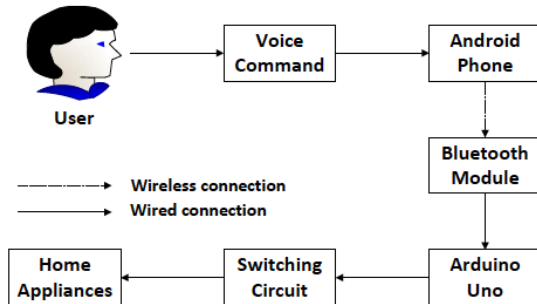 Voice
Command
Android
Phone
User
Bluetooth
Module
Wireless connection
Wired connection
Home
Appliances
Switching
Circuit
Arduino
Uno